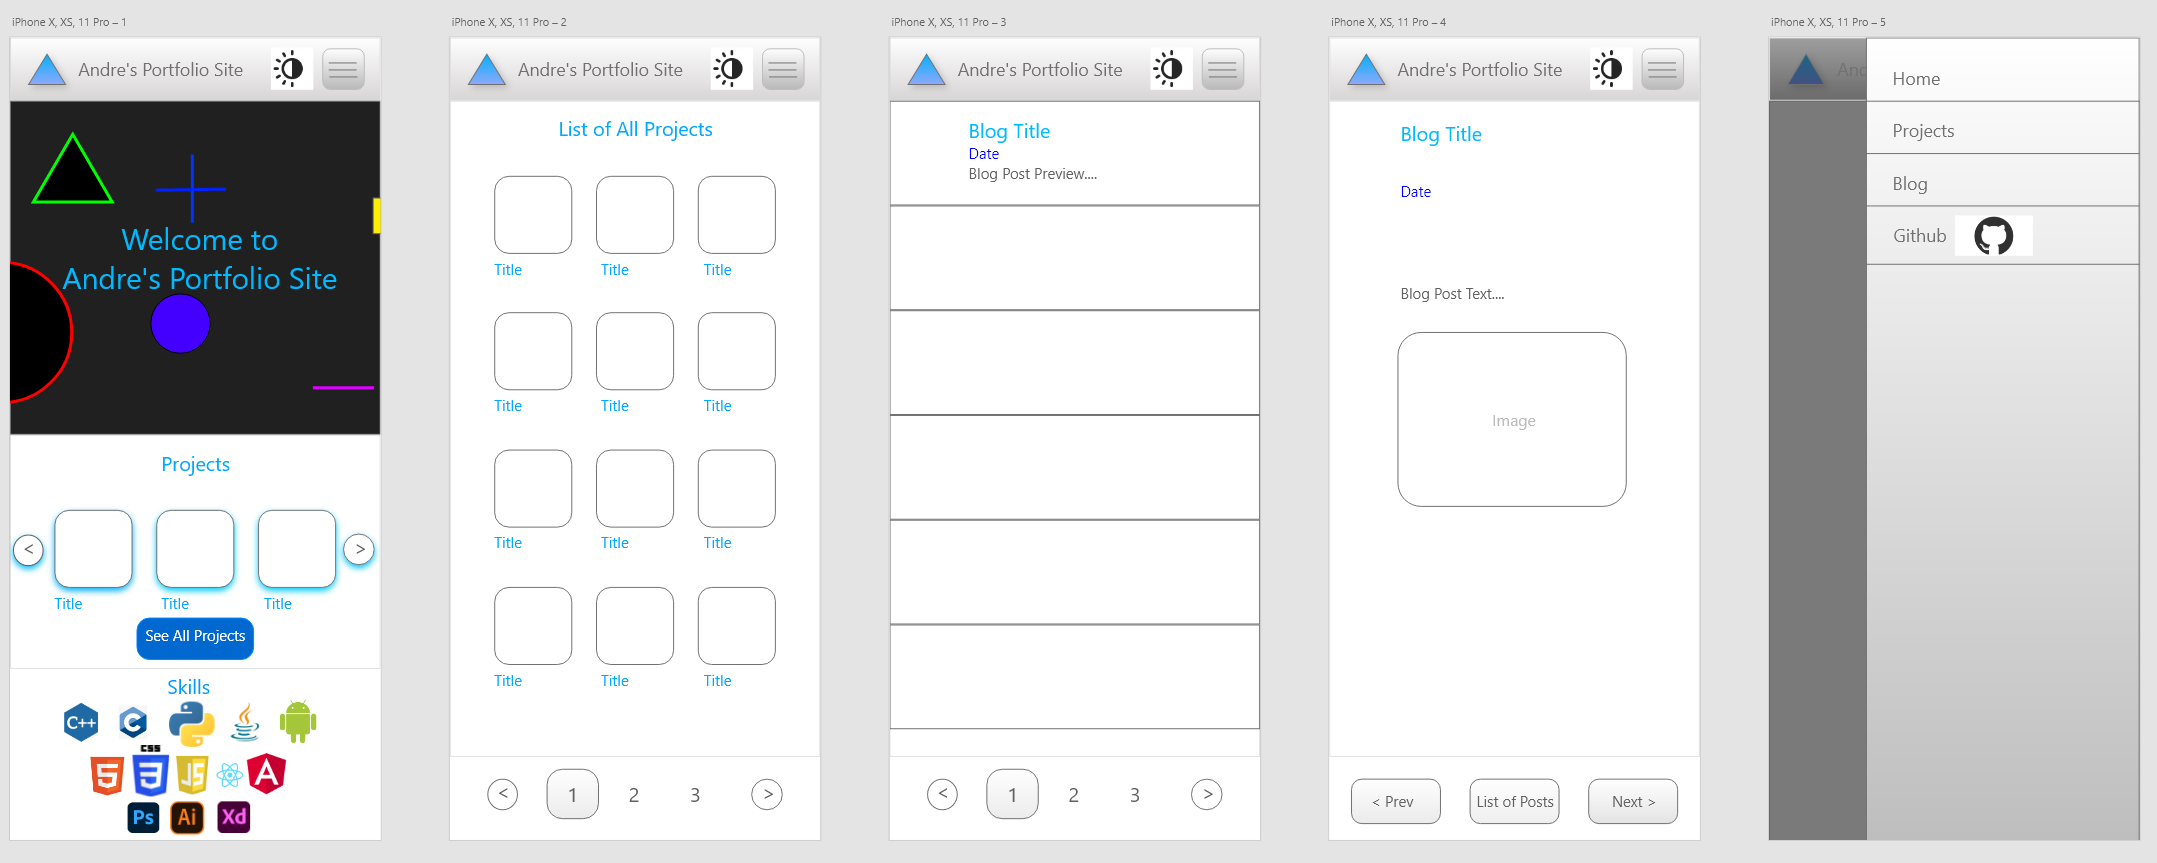 iPhone X, XS, 11 Pro – 1
Andre's Portfolio Site
Welcome to
Andre's Portfolio Site
Projects
<
>
Title
Title
Title
See All Projects
Skills
C++
C
CSS
5
3
JS
A
Ps
Ai
Xd
iPhone X, XS, 11 Pro – 2
Andre's Portfolio Site
List of All Projects
Title
Title
Title
Title
Title
Title
Title
Title
Title
Title
Title
Title
< 1 2 3 >
iPhone X, XS, 11 Pro – 3
Andre's Portfolio Site
Blog Title
Date
Blog Post Preview....
< 1 2 3 >
iPhone X, XS, 11 Pro – 4
Andre's Portfolio Site
Blog Title
Date
Blog Post Text....
Image
< Prev
List of Posts
Next >
iPhone X, XS, 11 Pro – 5
And
Home
Projects
Blog
Github